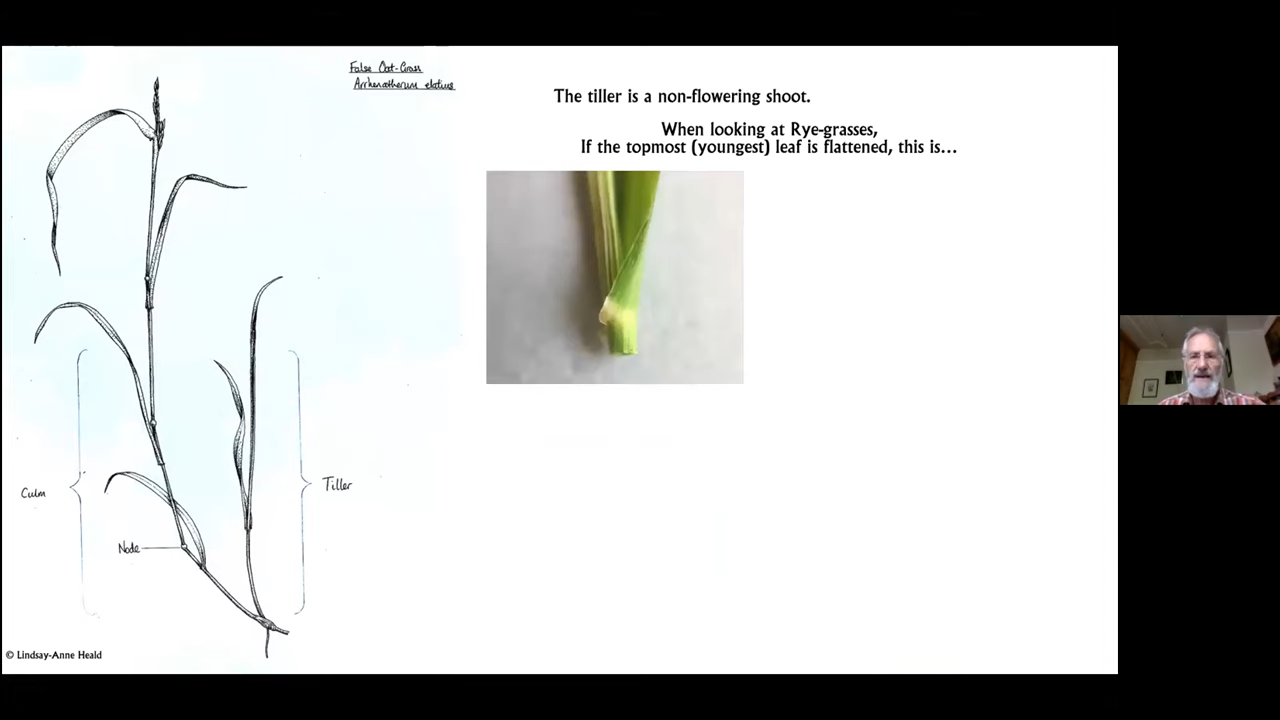 False Oat-Grass
Arrhenatherum elatius
The tiller is a non-flowering shoot.
When looking at Rye-grasses,
If the topmost (youngest) leaf is flattened, this is...
Culm
Tiller
Node
© Lindsay-Anne Heald